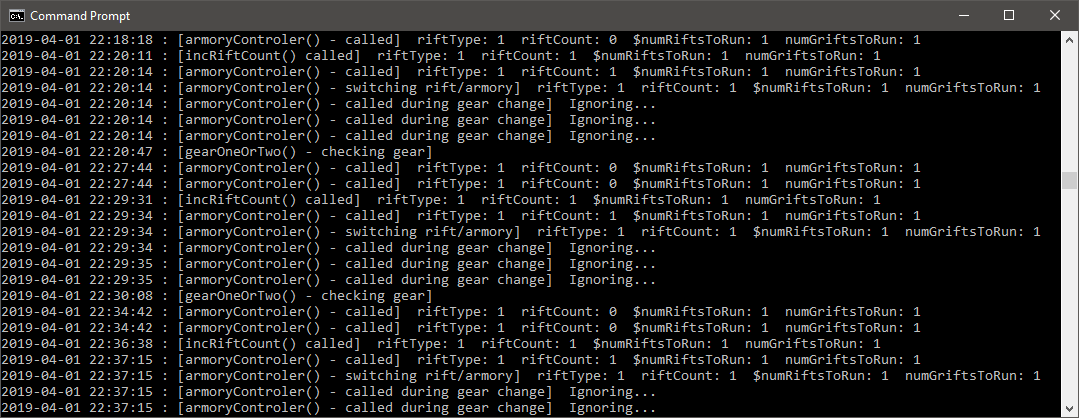 Command Prompt
2019-04-01 22:18:18 : [armoryControler() - called]  riftType: 1  riftCount: 0  $numRiftsToRun: 1  numGriftsToRun: 1
2019-04-01 22:20:11 : [incRiftCount() called]  riftType: 1  riftCount: 1  $numRiftsToRun: 1  numGriftsToRun: 1
2019-04-01 22:20:14 : [armoryControler() - called]  riftType: 1  riftCount: 1  $numRiftsToRun: 1  numGriftsToRun: 1
2019-04-01 22:20:14 : [armoryControler() - switching rift/armory]  riftType: 1  riftCount: 1  $numRiftsToRun: 1  numGriftsToRun: 1
2019-04-01 22:20:14 : [armoryControler() - called during gear change]  Ignoring...
2019-04-01 22:20:14 : [armoryControler() - called during gear change]  Ignoring...
2019-04-01 22:20:14 : [armoryControler() - called during gear change]  Ignoring...
2019-04-01 22:20:47 : [gearOneOrTwo() - checking gear]
2019-04-01 22:27:44 : [armoryControler() - called]  riftType: 1  riftCount: 0  $numRiftsToRun: 1  numGriftsToRun: 1
2019-04-01 22:27:44 : [armoryControler() - called]  riftType: 1  riftCount: 0  $numRiftsToRun: 1  numGriftsToRun: 1
2019-04-01 22:29:31 : [incRiftCount() called]  riftType: 1  riftCount: 1  $numRiftsToRun: 1  numGriftsToRun: 1
2019-04-01 22:29:34 : [armoryControler() - called]  riftType: 1  riftCount: 1  $numRiftsToRun: 1  numGriftsToRun: 1
2019-04-01 22:29:34 : [armoryControler() - switching rift/armory]  riftType: 1  riftCount: 1  $numRiftsToRun: 1  numGriftsToRun: 1
2019-04-01 22:29:34 : [armoryControler() - called during gear change]  Ignoring...
2019-04-01 22:29:35 : [armoryControler() - called during gear change]  Ignoring...
2019-04-01 22:29:35 : [armoryControler() - called during gear change]  Ignoring...
2019-04-01 22:30:08 : [gearOneOrTwo() - checking gear]
2019-04-01 22:34:42 : [armoryControler() - called]  riftType: 1  riftCount: 0  $numRiftsToRun: 1  numGriftsToRun: 1
2019-04-01 22:34:42 : [armoryControler() - called]  riftType: 1  riftCount: 0  $numRiftsToRun: 1  numGriftsToRun: 1
2019-04-01 22:36:38 : [incRiftCount() called]  riftType: 1  riftCount: 1  $numRiftsToRun: 1  numGriftsToRun: 1
2019-04-01 22:37:15 : [armoryControler() - called]  riftType: 1  riftCount: 1  $numRiftsToRun: 1  numGriftsToRun: 1
2019-04-01 22:37:15 : [armoryControler() - switching rift/armory]  riftType: 1  riftCount: 1  $numRiftsToRun: 1  numGriftsToRun: 1
2019-04-01 22:37:15 : [armoryControler() - called during gear change]  Ignoring...
2019-04-01 22:37:15 : [armoryControler() - called during gear change]  Ignoring...